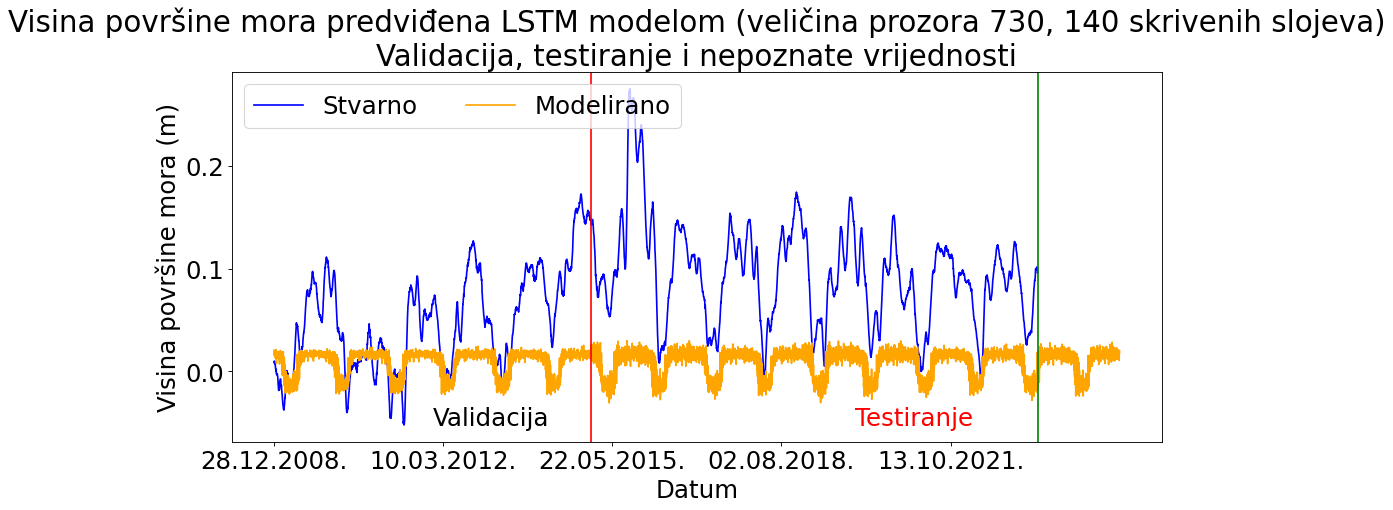 Visina površine mora predviđena LSTM modelom (veličina prozora 730, 140 skrivenih slojeva)
Validacija, testiranje i nepoznate vrijednosti
Stvarno Modelirano
Visina površine mora (m)
0.2
0.1
0.0
Validacija Testiranje
28.12.2008. 10.03.2012. 22.05.2015. 02.08.2018. 13.10.2021.
Datum